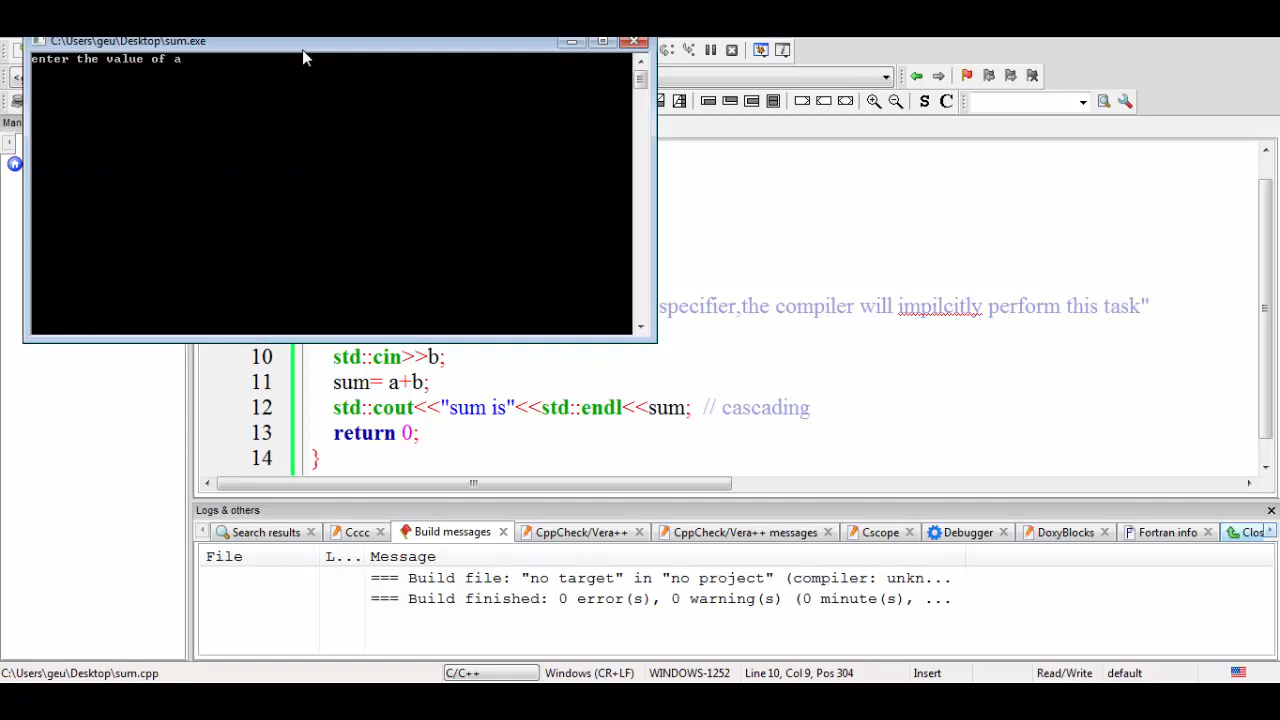 C:\Users\geu\Desktop\sum.exe
enter the value of a
S C
Man
specifier,the compiler will impilcitly perform this task"
10 std::cin>>b;
11 sum= a+b;
12 std::cout<<"sum is"<<std::endl<<sum; // cascading
13 return 0;
14 }
Logs & others
Search results Cccc Build messages CppCheck/Vera++ CppCheck/Vera++ messages Cscope Debugger DoxyBlocks Fortran info Clos
File L... Message
=== Build file: "no target" in "no project" (compiler: unkn...
=== Build finished: 0 error(s), 0 warning(s) (0 minute(s), ...
C:\Users\geu\Desktop\sum.cpp C/C++ Windows (CR+LF) WINDOWS-1252 Line 10, Col 9, Pos 304 Insert Read/Write default